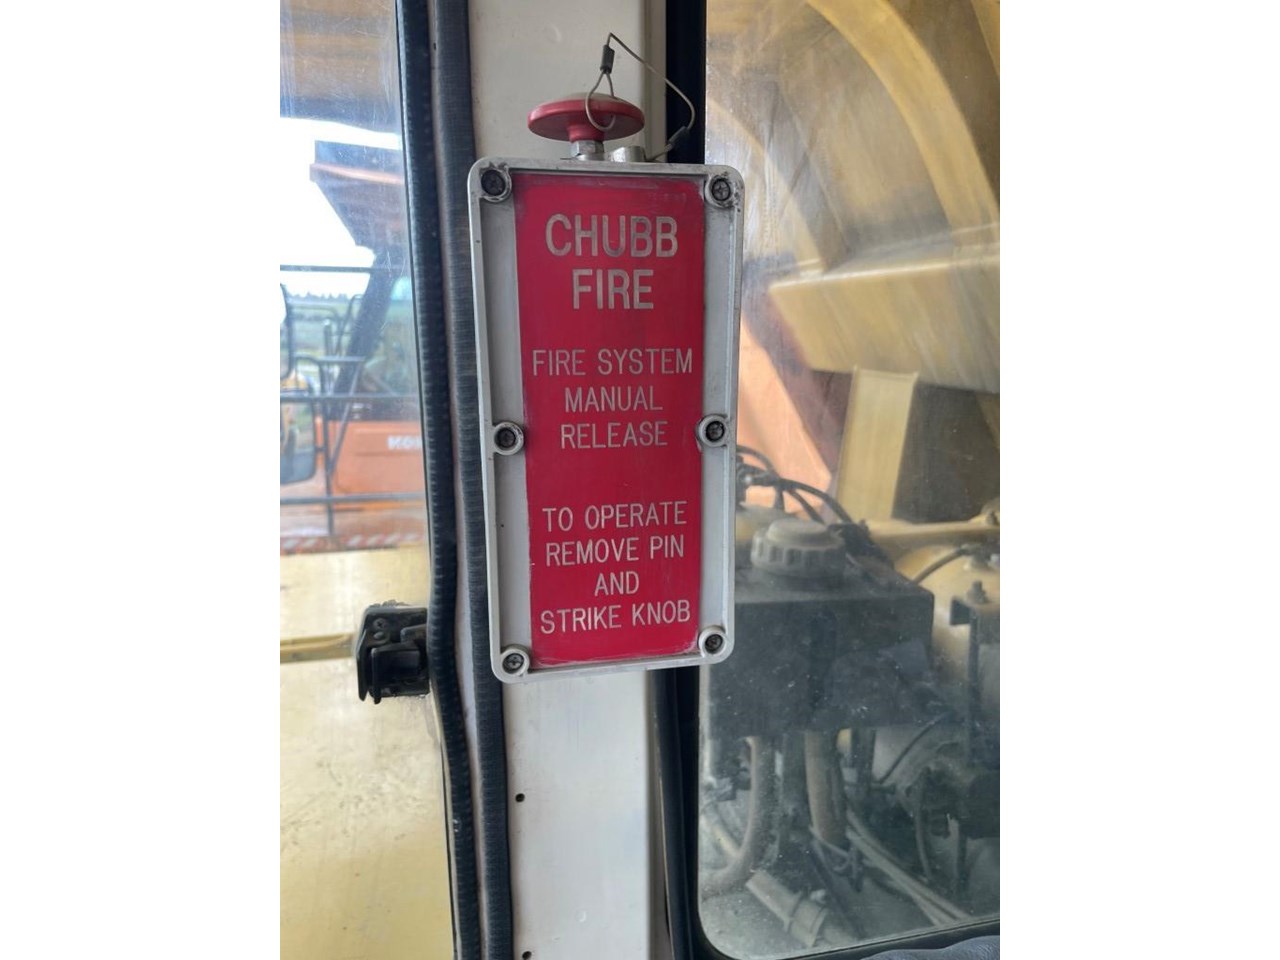 CHUBB
FIRE
FIRE SYSTEM
MANUAL
RELEASE
TO OPERATE
REMOVE PIN
AND
STRIKE KNOB